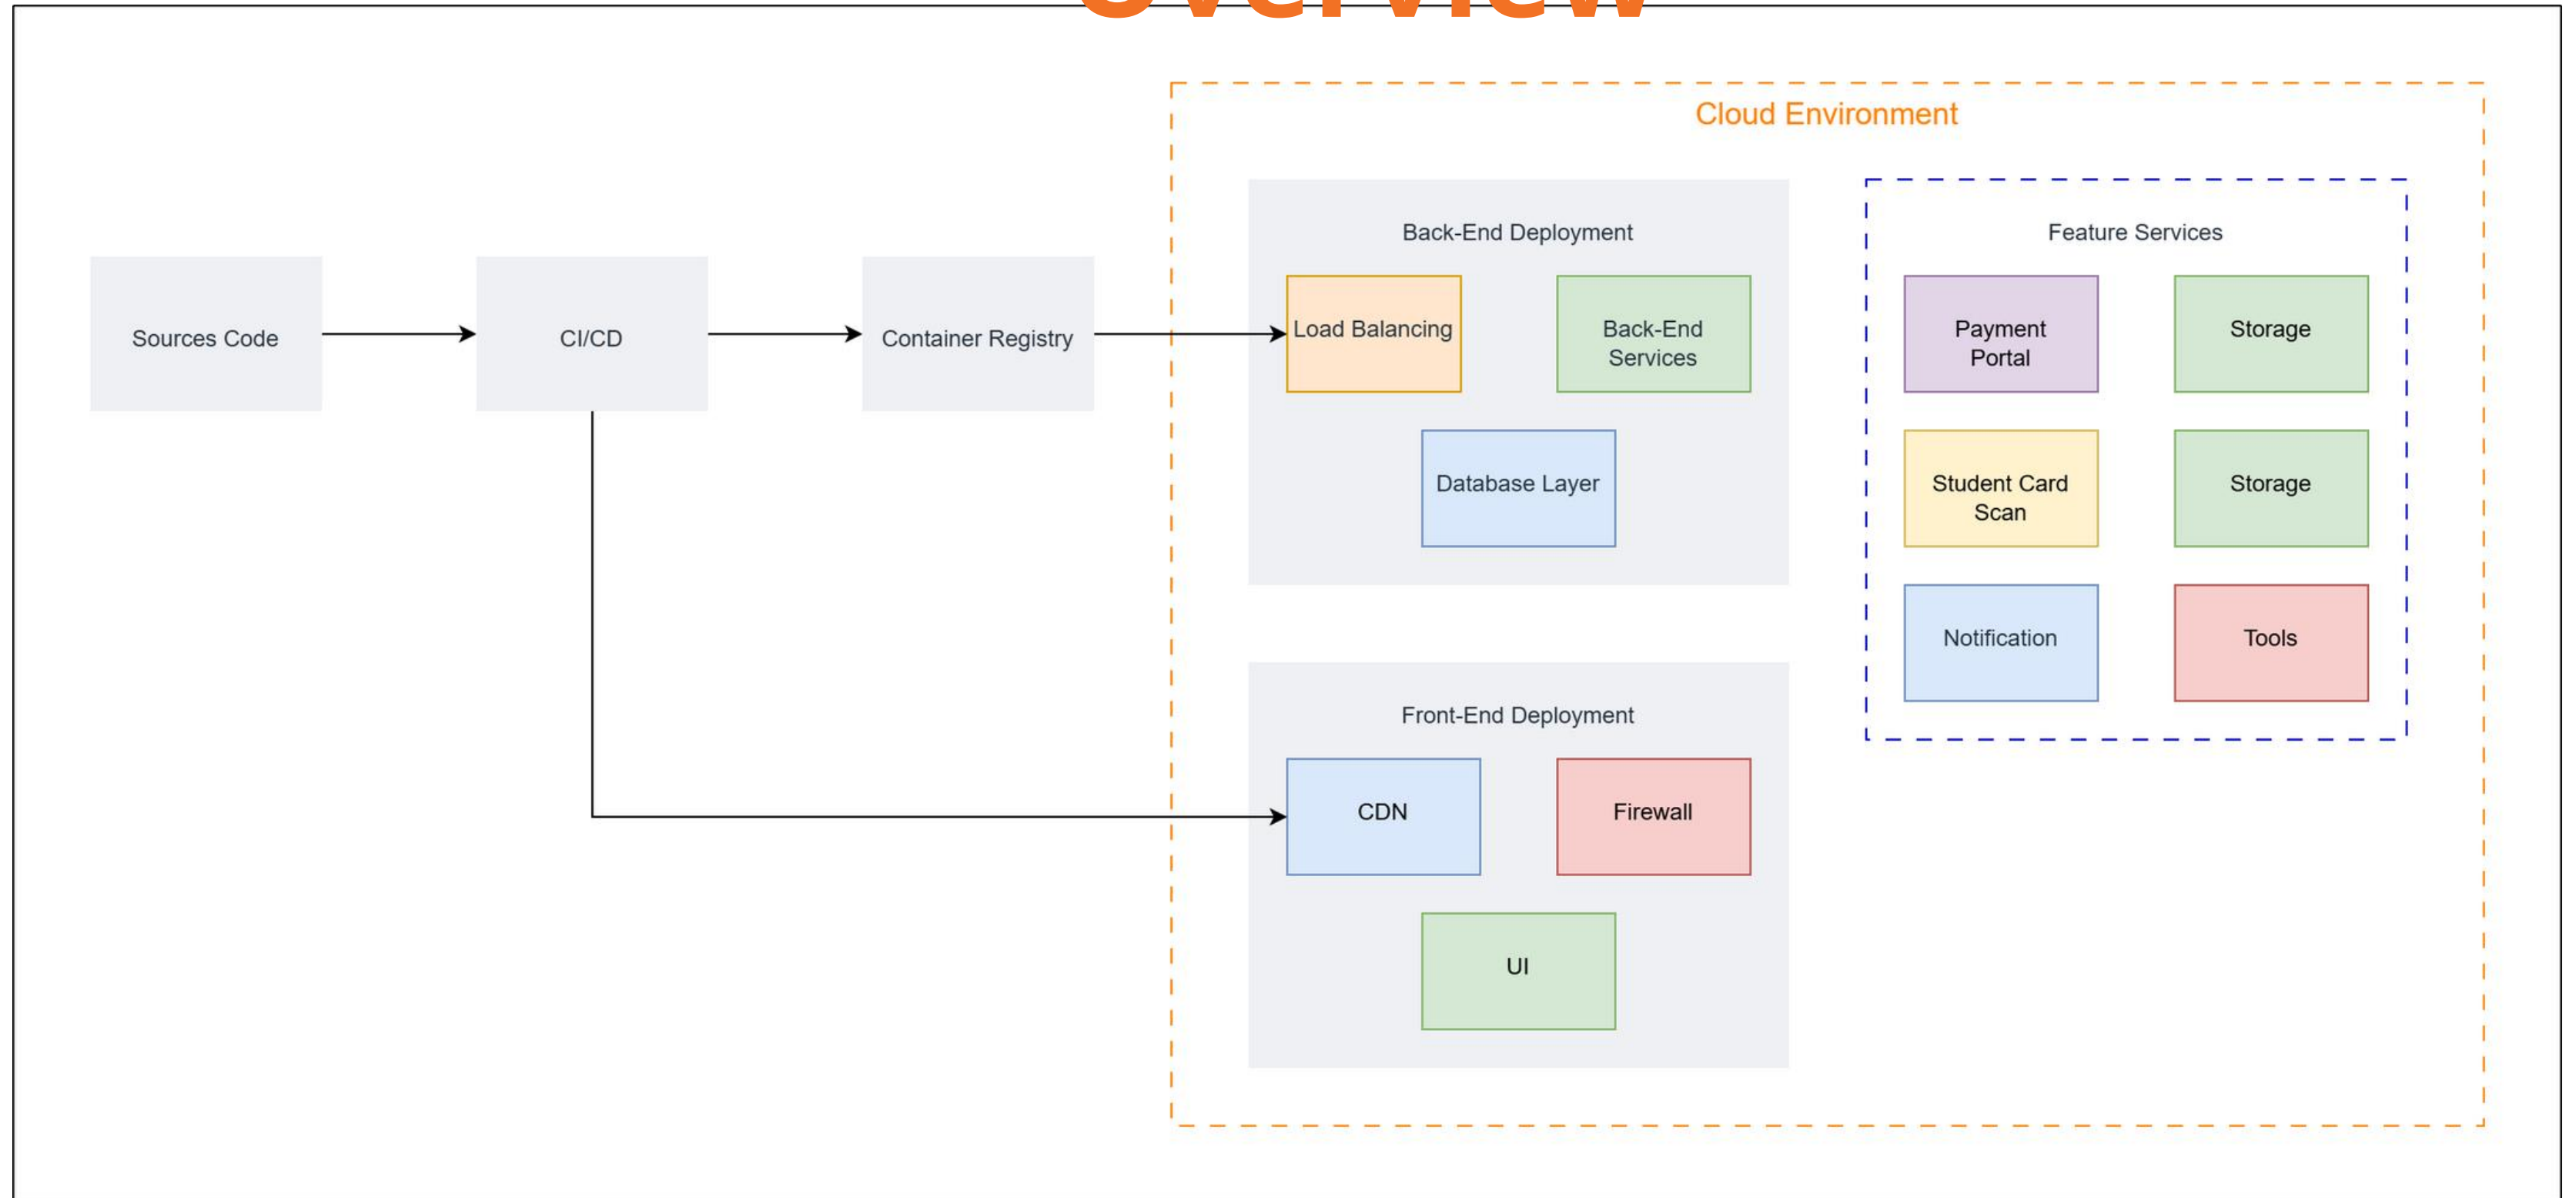 Overview
Cloud Environment
Back-End Deployment
Feature Services
Sources Code
CI/CD
Container Registry
Load Balancing
Back-End
Services
Database Layer
Payment
Portal
Storage
Student Card
Scan
Storage
Notification
Tools
Front-End Deployment
CDN
Firewall
UI